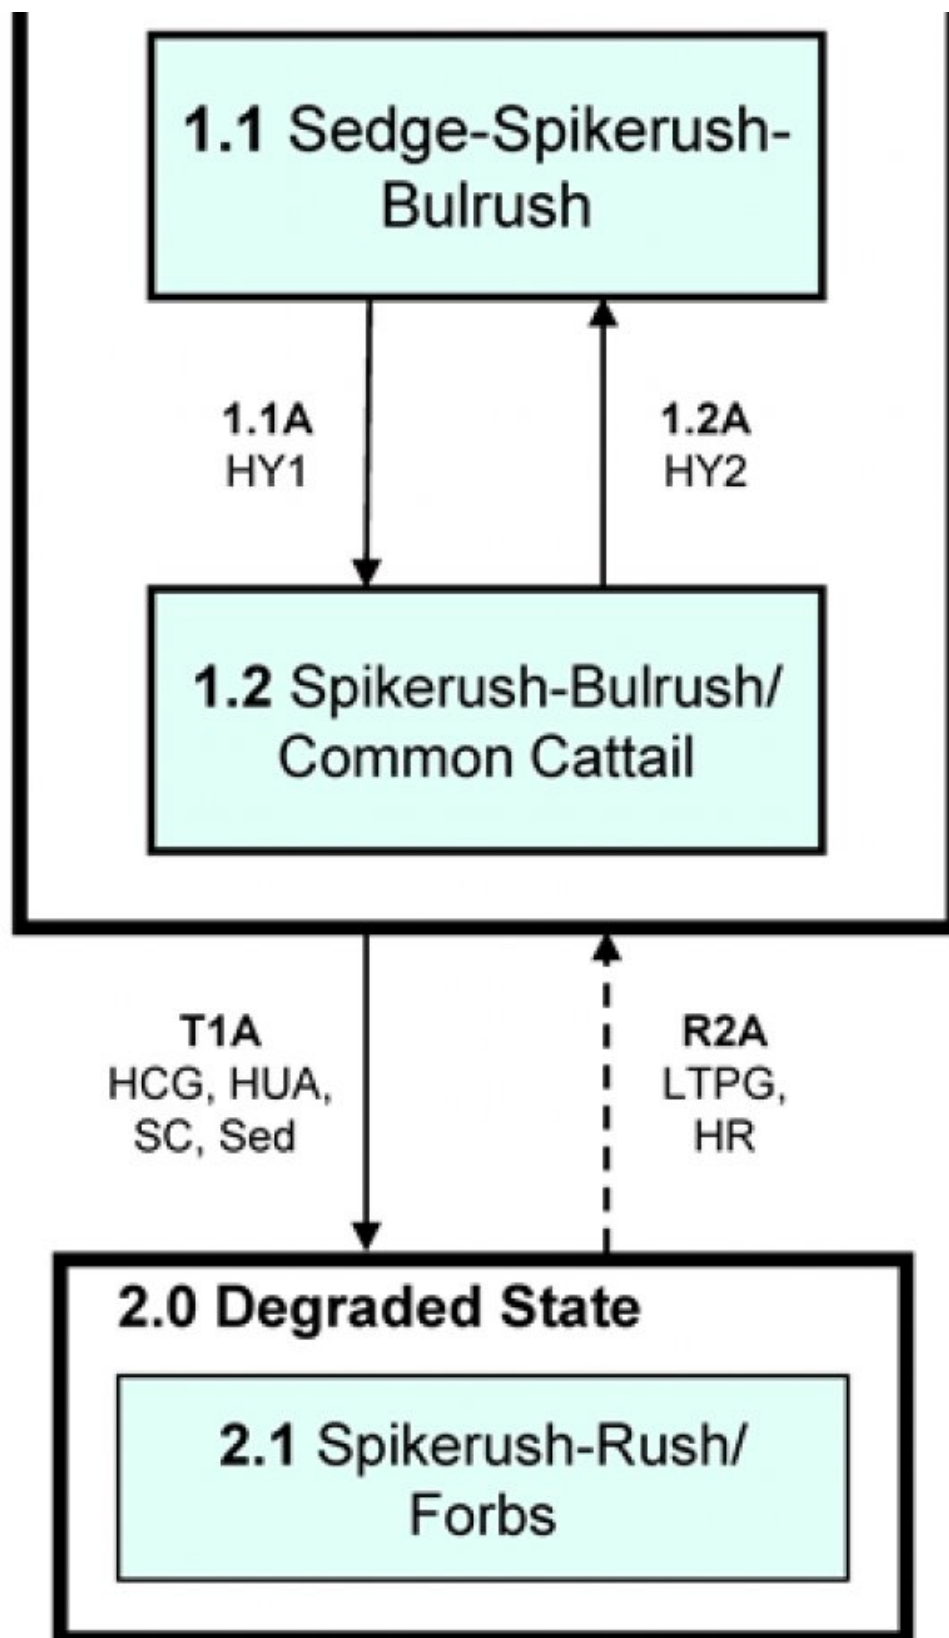 1.1 Sedge-Spikerush-
Bulrush
1.1A
HY1
1.2A
HY2
1.2 Spikerush-Bulrush/
Common Cattail
T1A
HCG, HUA,
SC, Sed
R2A
LTPG,
HR
2.0 Degraded State
2.1 Spikerush-Rush/
Forbs